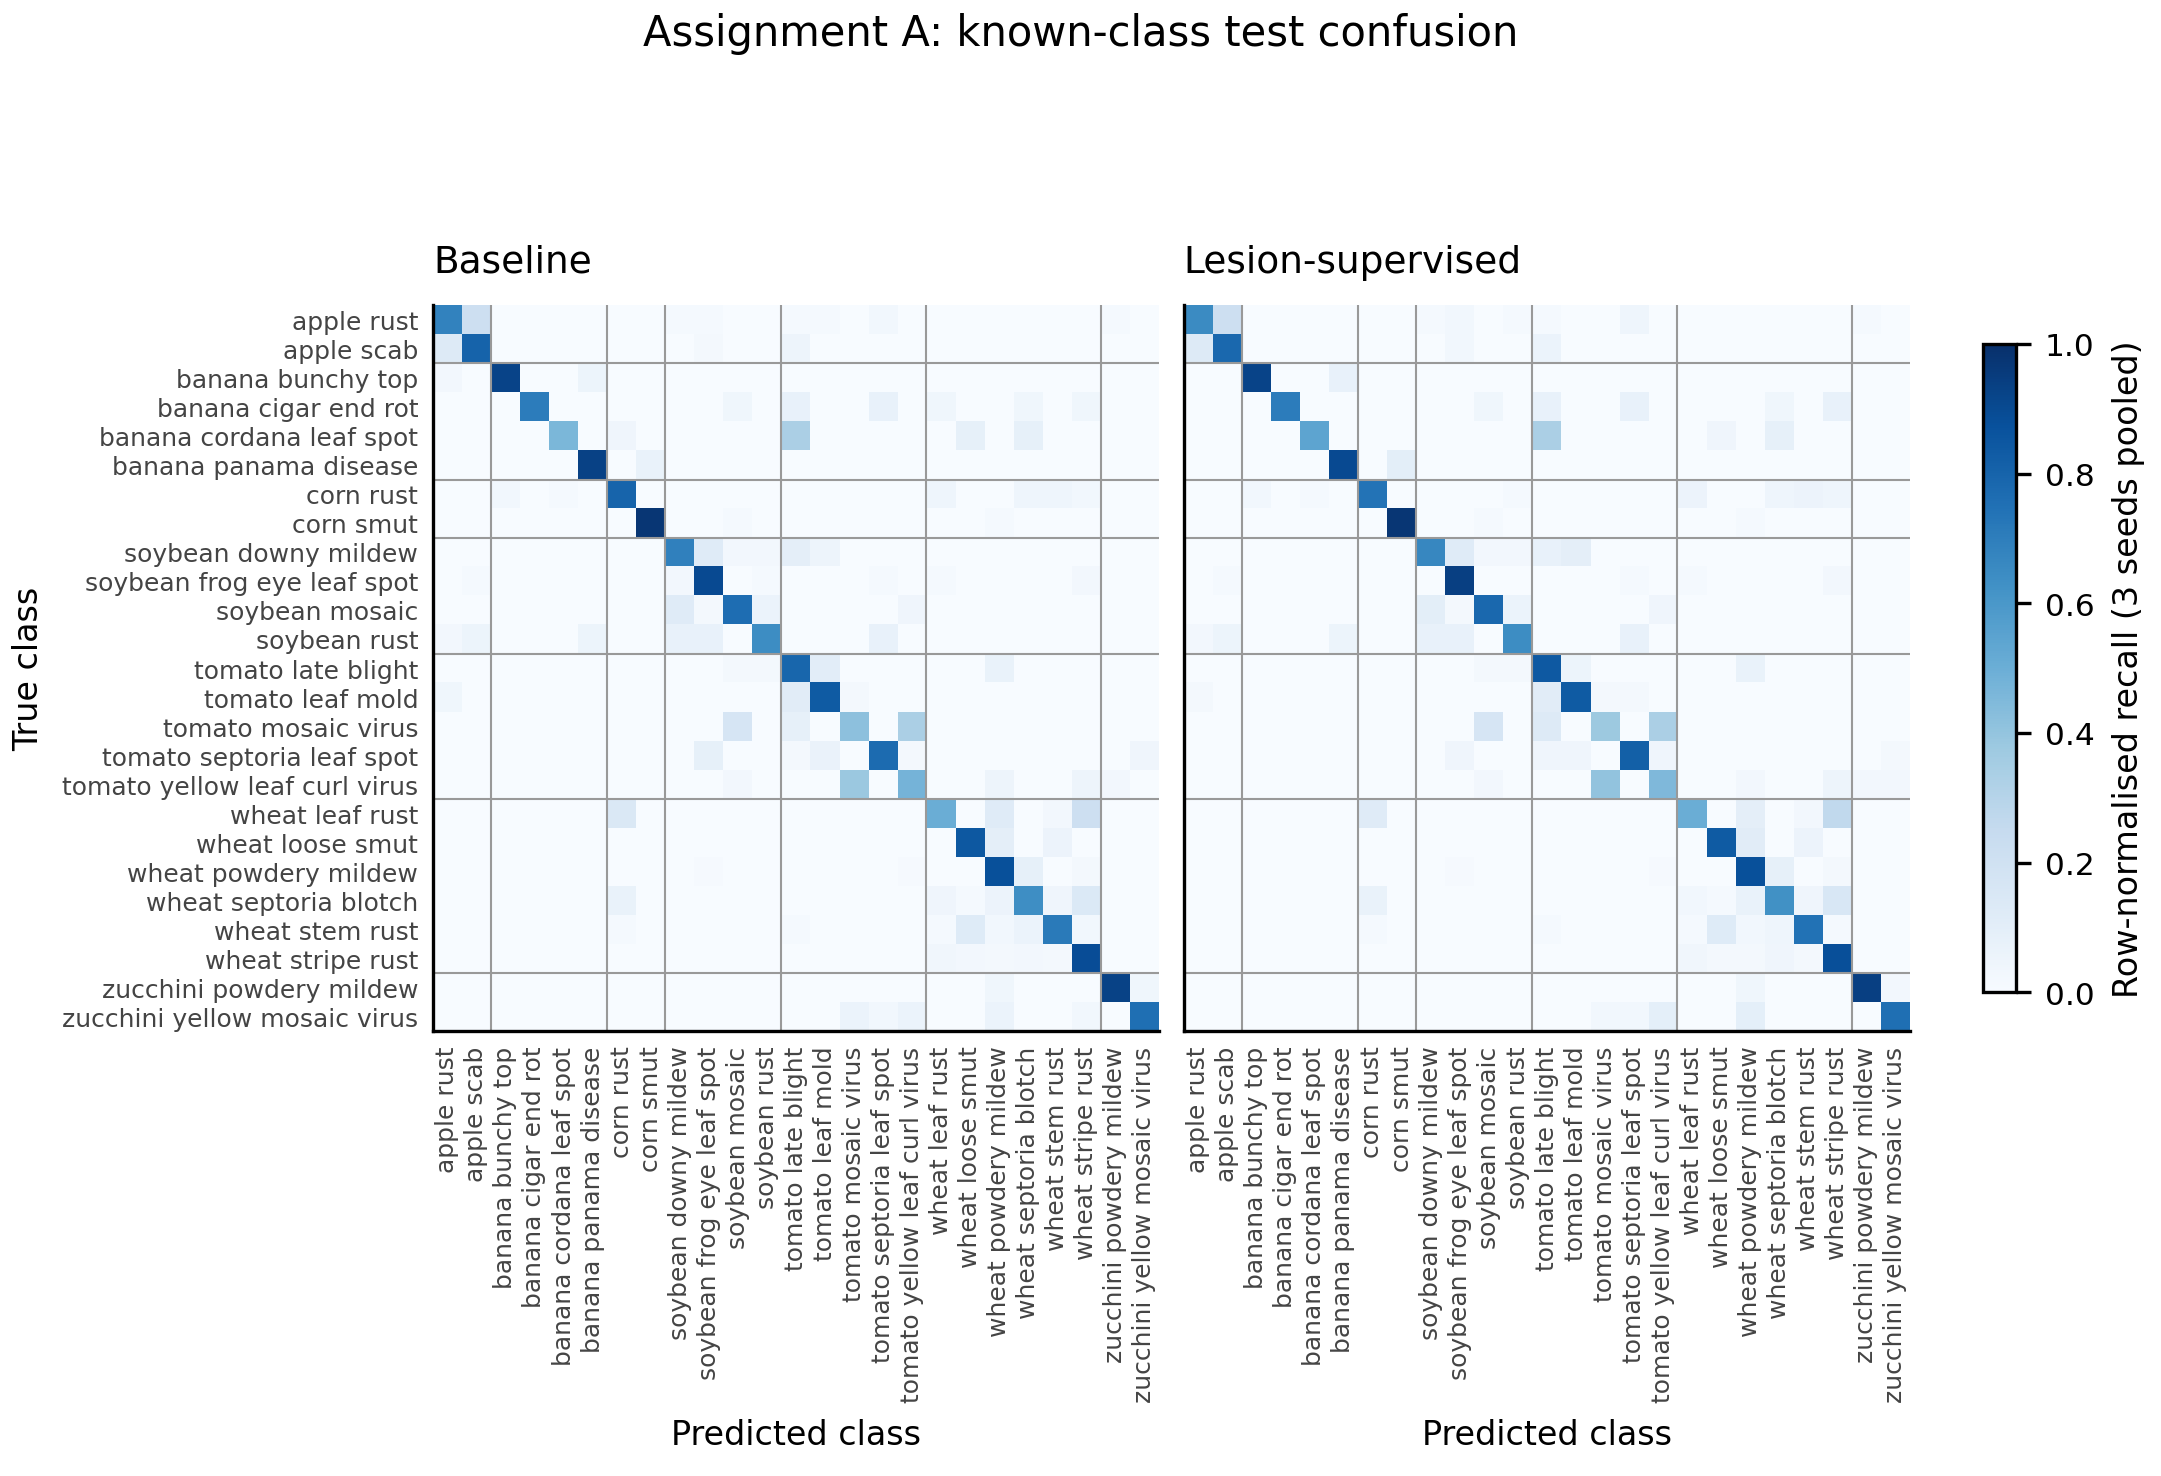 Assignment A: known-class test confusion
Baseline
Lesion-supervised
True class
apple rust
apple scab
banana bunchy top
banana cigar end rot
banana cordana leaf spot
banana panama disease
corn rust
corn smut
soybean downy mildew
soybean frog eye leaf spot
soybean mosaic
soybean rust
tomato late blight
tomato leaf mold
tomato mosaic virus
tomato septoria leaf spot
tomato yellow leaf curl virus
wheat leaf rust
wheat loose smut
wheat powdery mildew
wheat septoria blotch
wheat stem rust
wheat stripe rust
zucchini powdery mildew
zucchini yellow mosaic virus
apple rust
apple scab
banana bunchy top
banana cigar end rot
banana cordana leaf spot
banana panama disease
corn rust
corn smut
soybean downy mildew
soybean frog eye leaf spot
soybean mosaic
soybean rust
tomato late blight
tomato leaf mold
tomato mosaic virus
tomato septoria leaf spot
tomato yellow leaf curl virus
wheat leaf rust
wheat loose smut
wheat powdery mildew
wheat septoria blotch
wheat stem rust
wheat stripe rust
zucchini powdery mildew
zucchini yellow mosaic virus
Predicted class
apple rust
apple scab
banana bunchy top
banana cigar end rot
banana cordana leaf spot
banana panama disease
corn rust
corn smut
soybean downy mildew
soybean frog eye leaf spot
soybean mosaic
soybean rust
tomato late blight
tomato leaf mold
tomato mosaic virus
tomato septoria leaf spot
tomato yellow leaf curl virus
wheat leaf rust
wheat loose smut
wheat powdery mildew
wheat septoria blotch
wheat stem rust
wheat stripe rust
zucchini powdery mildew
zucchini yellow mosaic virus
Predicted class
1.0
0.8
0.6
0.4
0.2
0.0
Row-normalised recall (3 seeds pooled)